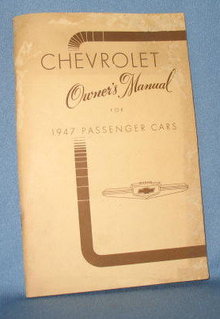 CHEVROLET
Owner's Manual
FOR
1947 PASSENGER CARS